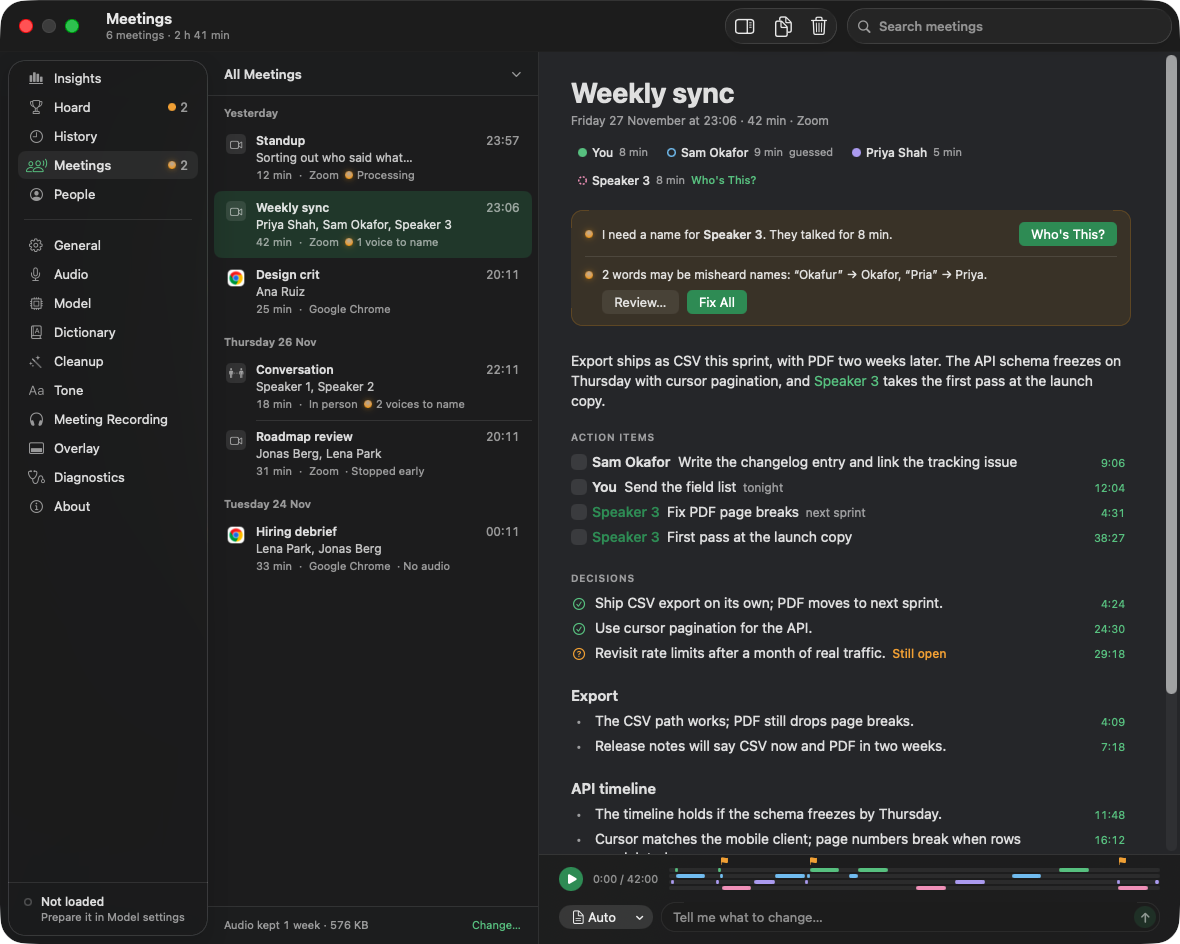 Meetings
6 meetings · 2 h 41 min
Search meetings
Insights
Hoard 2
History
Meetings 2
People
General
Audio
Model
Dictionary
Cleanup
Aa Tone
Meeting Recording
Overlay
Diagnostics
About
Not loaded
Prepare it in Model settings
All Meetings
Yesterday
Standup 23:57
Sorting out who said what...
12 min · Zoom Processing
Weekly sync 23:06
Priya Shah, Sam Okafor, Speaker 3
42 min · Zoom 1 voice to name
Design crit 20:11
Ana Ruiz
25 min · Google Chrome
Thursday 26 Nov
Conversation 22:11
Speaker 1, Speaker 2
18 min · In person 2 voices to name
Roadmap review 20:11
Jonas Berg, Lena Park
31 min · Zoom · Stopped early
Tuesday 24 Nov
Hiring debrief 00:11
Lena Park, Jonas Berg
33 min · Google Chrome · No audio
Audio kept 1 week · 576 KB Change...
Weekly sync
Friday 27 November at 23:06 · 42 min · Zoom
You 8 min Sam Okafor 9 min guessed Priya Shah 5 min
Speaker 3 8 min Who's This?
I need a name for Speaker 3. They talked for 8 min. Who's This?
2 words may be misheard names: “Okafur” → Okafor, “Pria” → Priya.
Review... Fix All
Export ships as CSV this sprint, with PDF two weeks later. The API schema freezes on
Thursday with cursor pagination, and Speaker 3 takes the first pass at the launch
copy.
ACTION ITEMS
Sam Okafor Write the changelog entry and link the tracking issue 9:06
You Send the field list tonight 12:04
Speaker 3 Fix PDF page breaks next sprint 4:31
Speaker 3 First pass at the launch copy 38:27
DECISIONS
Ship CSV export on its own; PDF moves to next sprint. 4:24
Use cursor pagination for the API. 24:30
Revisit rate limits after a month of real traffic. Still open 29:18
Export
• The CSV path works; PDF still drops page breaks. 4:09
• Release notes will say CSV now and PDF in two weeks. 7:18
API timeline
• The timeline holds if the schema freezes by Thursday. 11:48
• Cursor matches the mobile client; page numbers break when rows 16:12
0:00 / 42:00
Auto
Tell me what to change...